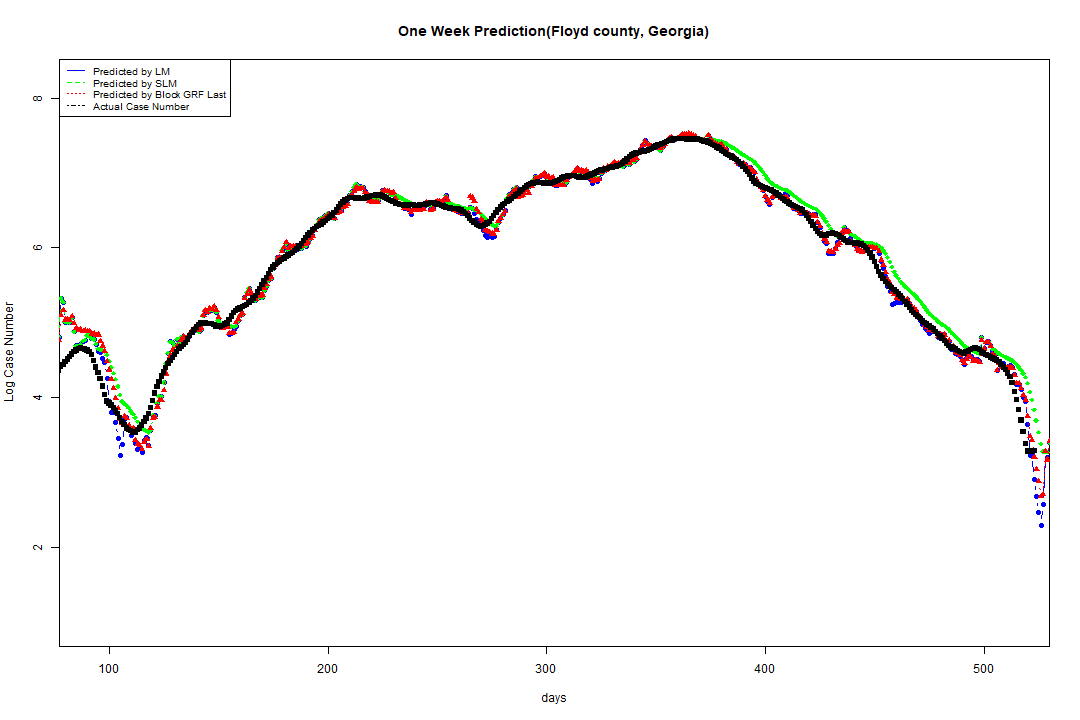 One Week Prediction(Floyd county, Georgia)
Predicted by LM
Predicted by SLM
Predicted by Block GRF Last
Actual Case Number
8
6
4
2
Log Case Number
100 200 300 400 500
days